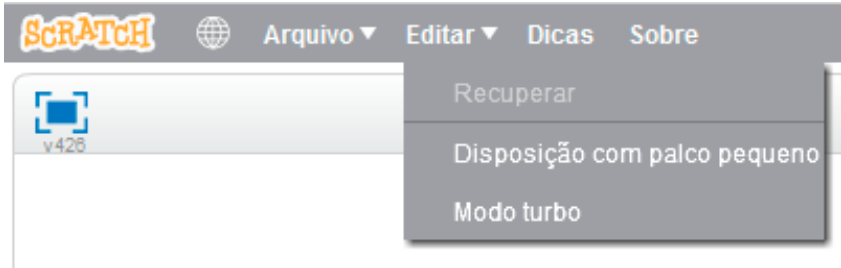 SCRATCH Arquivo▼ Editar▼ Dicas Sobre
Recuperar
v426
Disposição com palco pequeno
Modo turbo